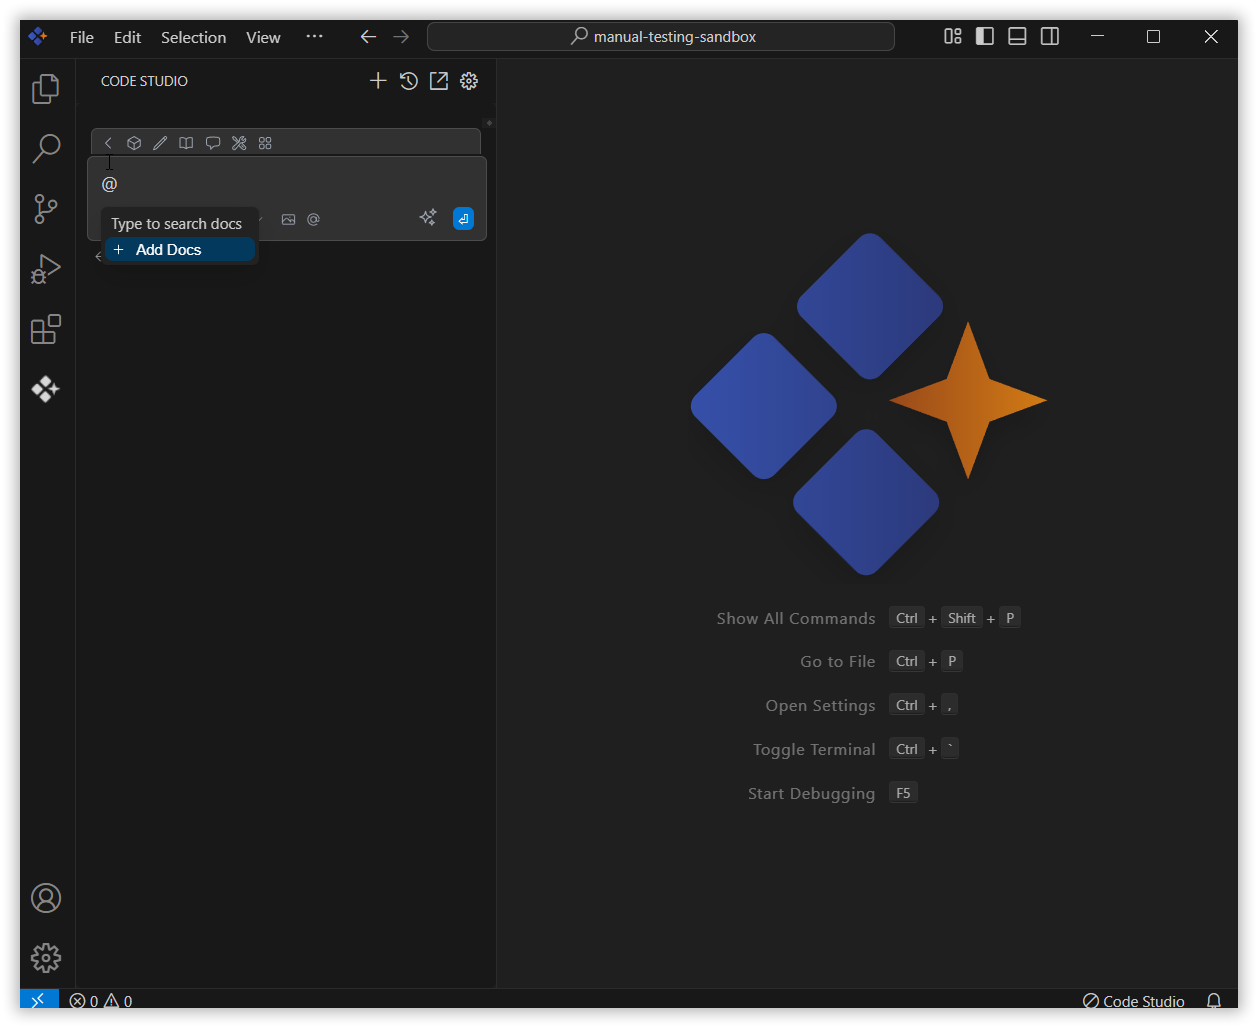 File Edit Selection View ··· manual-testing-sandbox
CODE STUDIO
@
Type to search docs
+ Add Docs
Show All Commands Ctrl + Shift + P
Go to File Ctrl + P
Open Settings Ctrl + ,
Toggle Terminal Ctrl + `
Start Debugging F5
0 0 Code Studio